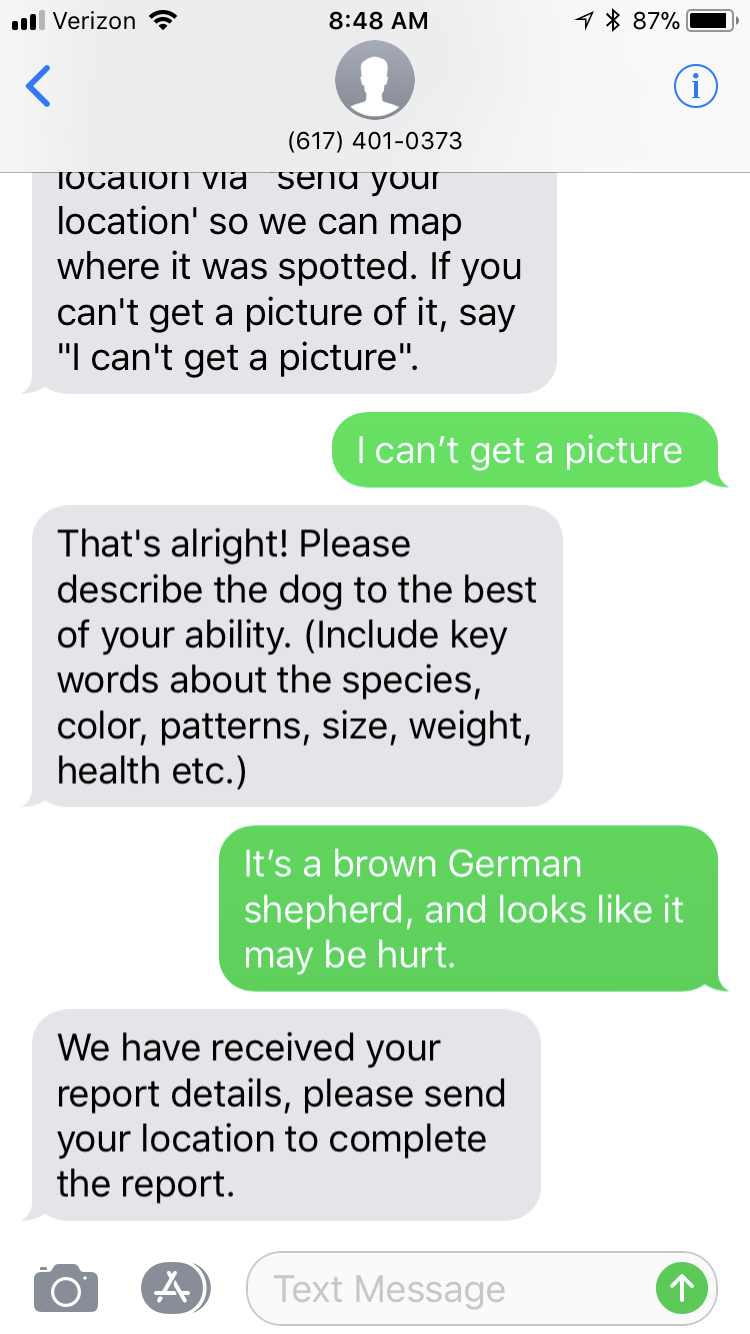 Verizon 8:48 AM 87%
(617) 401-0373
location via 'send your
location' so we can map
where it was spotted. If you
can't get a picture of it, say
"I can't get a picture".
I can’t get a picture
That's alright! Please
describe the dog to the best
of your ability. (Include key
words about the species,
color, patterns, size, weight,
health etc.)
It’s a brown German
shepherd, and looks like it
may be hurt.
We have received your
report details, please send
your location to complete
the report.
Text Message